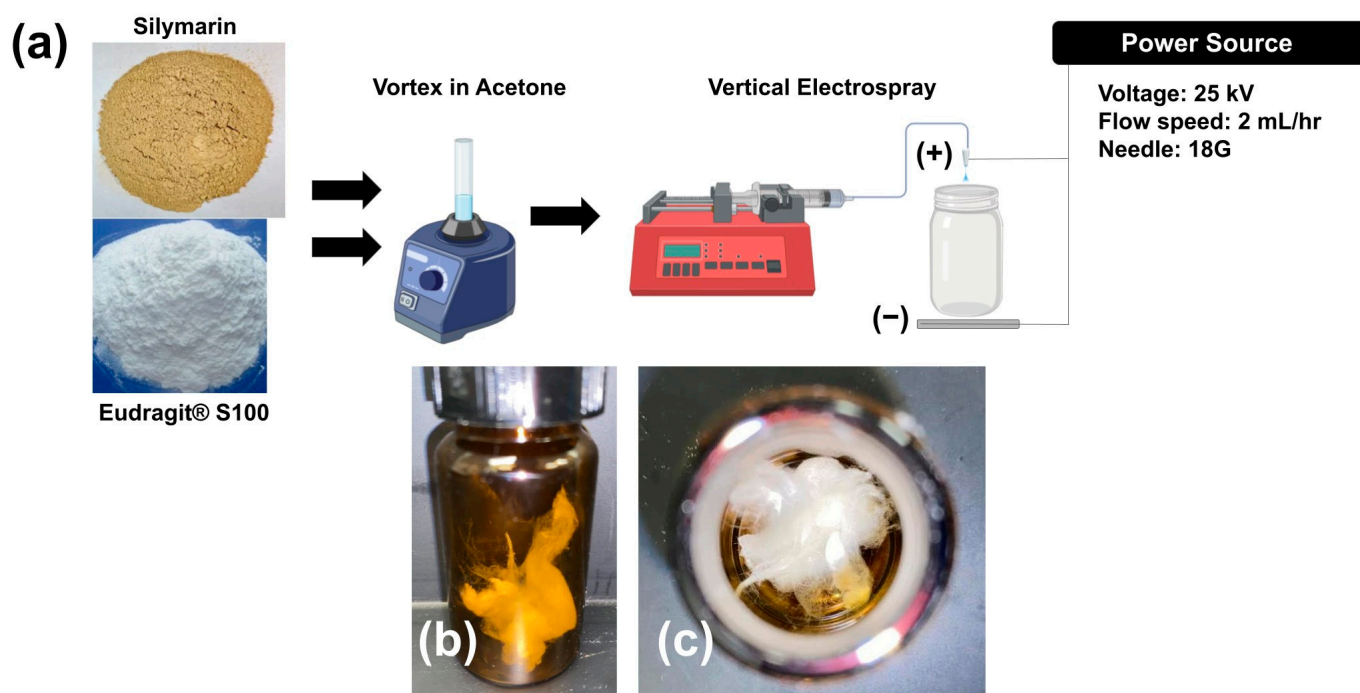 (a)
Silymarin
Eudragit® S100
Vortex in Acetone
Vertical Electrospray
(+)
(−)
Power Source
Voltage: 25 kV
Flow speed: 2 mL/hr
Needle: 18G
(b)
(c)